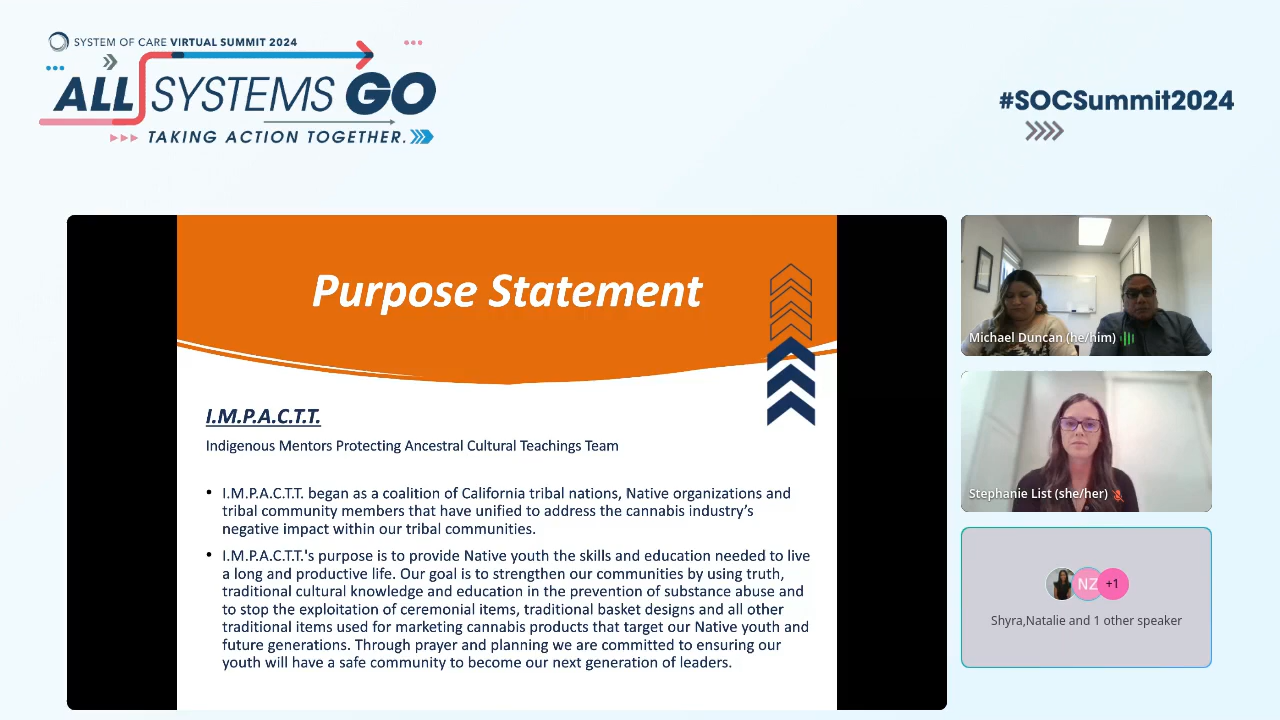 SYSTEM OF CARE VIRTUAL SUMMIT 2024
ALL SYSTEMS GO
TAKING ACTION TOGETHER.
#SOCSummit2024
Purpose Statement
I.M.P.A.C.T.T.
Indigenous Mentors Protecting Ancestral Cultural Teachings Team
• I.M.P.A.C.T.T. began as a coalition of California tribal nations, Native organizations and
tribal community members that have unified to address the cannabis industry's
negative impact within our tribal communities.
• I.M.P.A.C.T.T.'s purpose is to provide Native youth the skills and education needed to live
a long and productive life. Our goal is to strengthen our communities by using truth,
traditional cultural knowledge and education in the prevention of substance abuse and
to stop the exploitation of ceremonial items, traditional basket designs and all other
traditional items used for marketing cannabis products that target our Native youth and
future generations. Through prayer and planning we are committed to ensuring our
youth will have a safe community to become our next generation of leaders.
Michael Duncan (he/him)
Stephanie List (she/her)
NZ +1
Shyra,Natalie and 1 other speaker